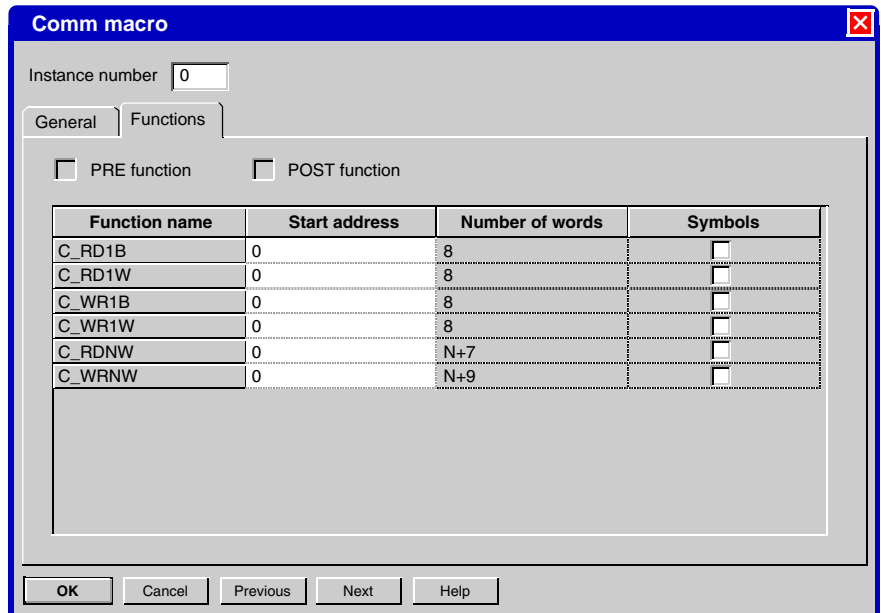 Comm macro
Instance number 0
General Functions
PRE function POST function
Function name Start address Number of words Symbols
C_RD1B 0 8
C_RD1W 0 8
C_WR1B 0 8
C_WR1W 0 8
C_RDNW 0 N+7
C_WRNW 0 N+9
OK Cancel Previous Next Help